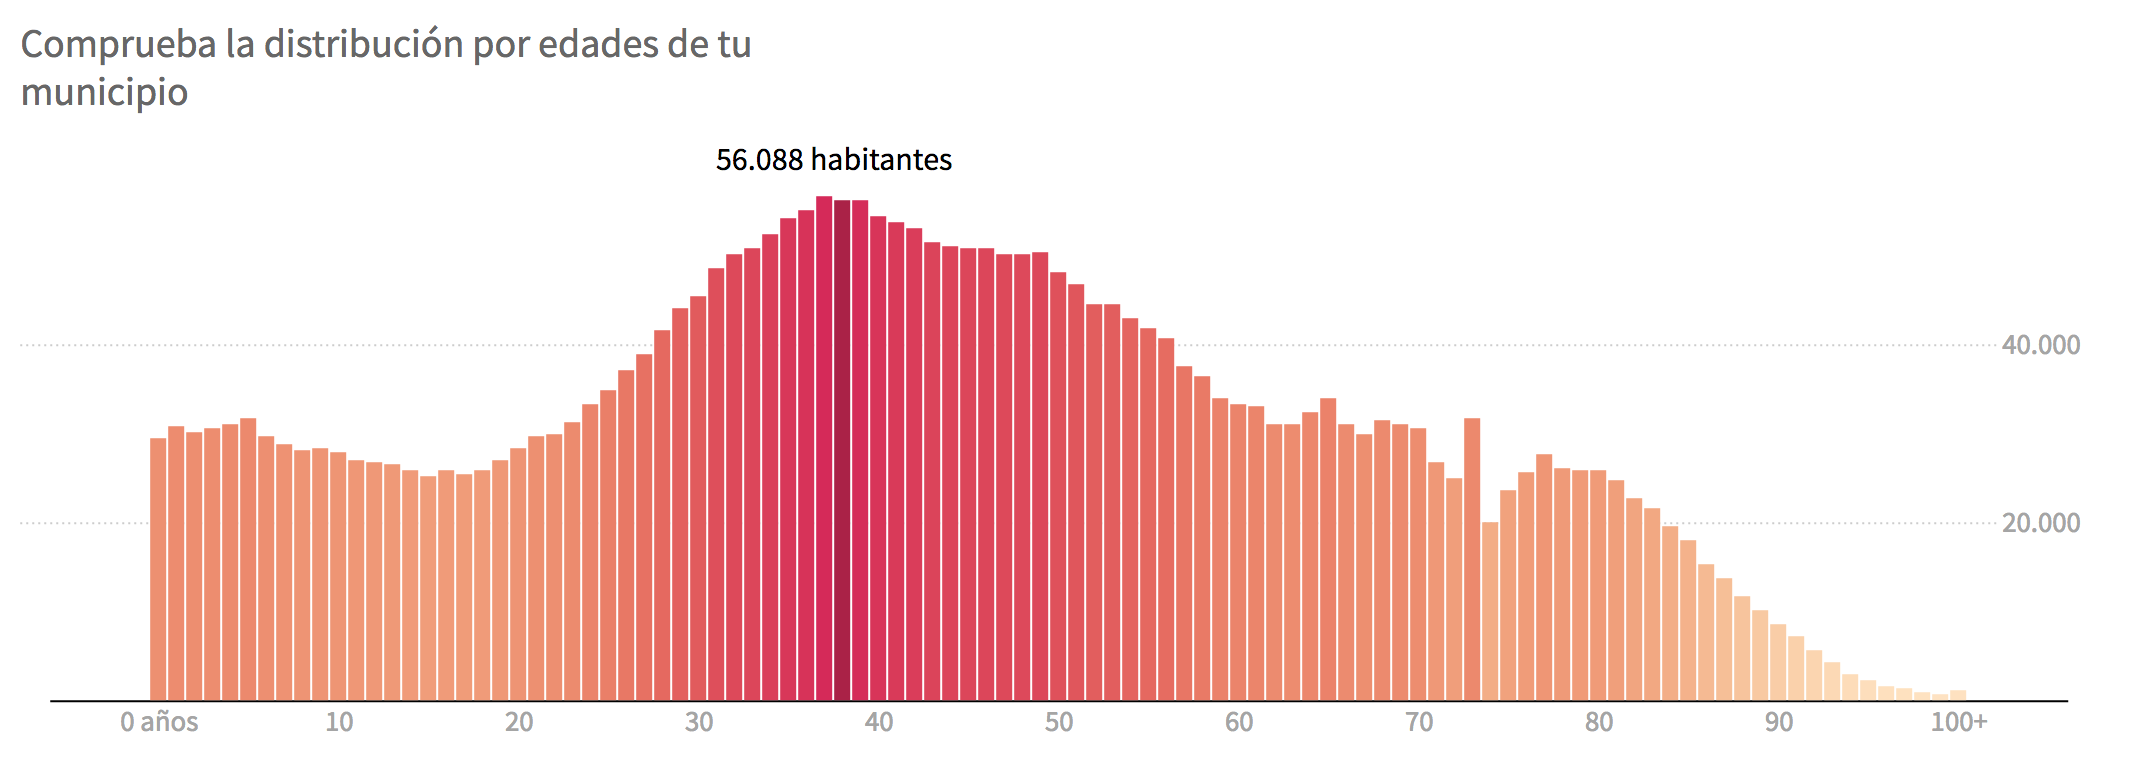 Comprueba la distribución por edades de tu
municipio
56.088 habitantes
40.000
20.000
0 años 10 20 30 40 50 60 70 80 90 100+